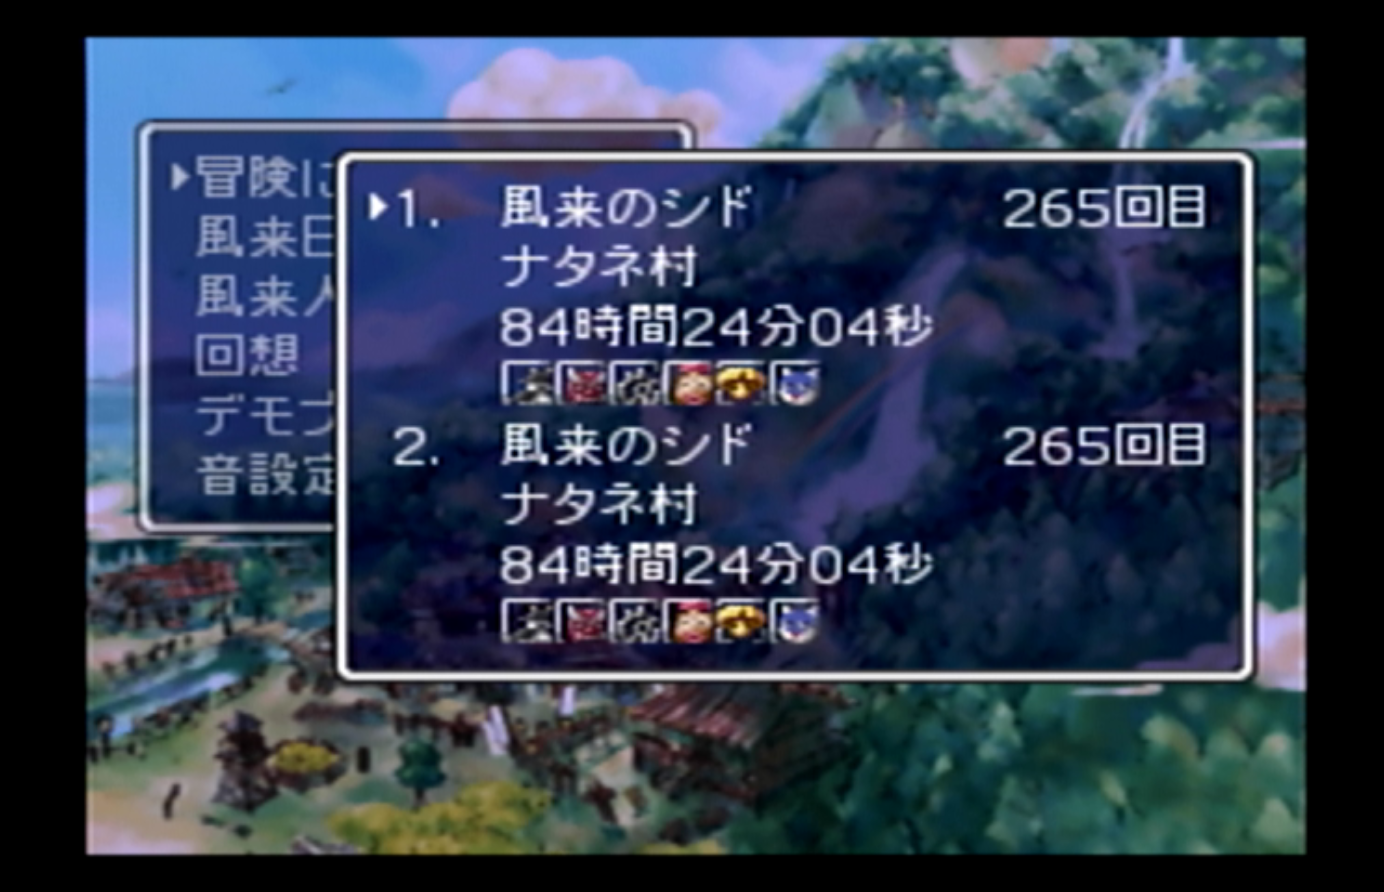 ▶冒険に
風来日
風来人
回想
デモプ
音設定
▶1. 風来のシド 265回目
ナタネ村
84時間24分04秒
2. 風来のシド 265回目
ナタネ村
84時間24分04秒